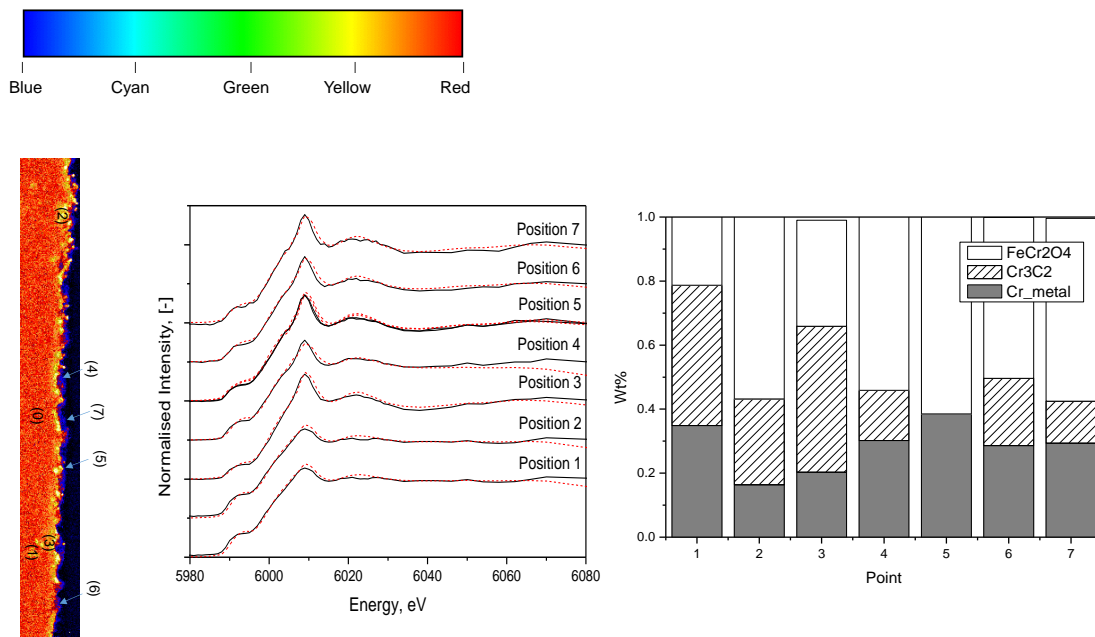 Blue Cyan Green Yellow Red
(2)
(4)
(0)
(7)
(5)
(3)
(1)
(6)
Normalised Intensity, [-]
Position 7
Position 6
Position 5
Position 4
Position 3
Position 2
Position 1
5980 6000 6020 6040 6060 6080
Energy, eV
Wt%
1.0
0.8
0.6
0.4
0.2
0.0
FeCr2O4
Cr3C2
Cr_metal
1 2 3 4 5 6 7
Point